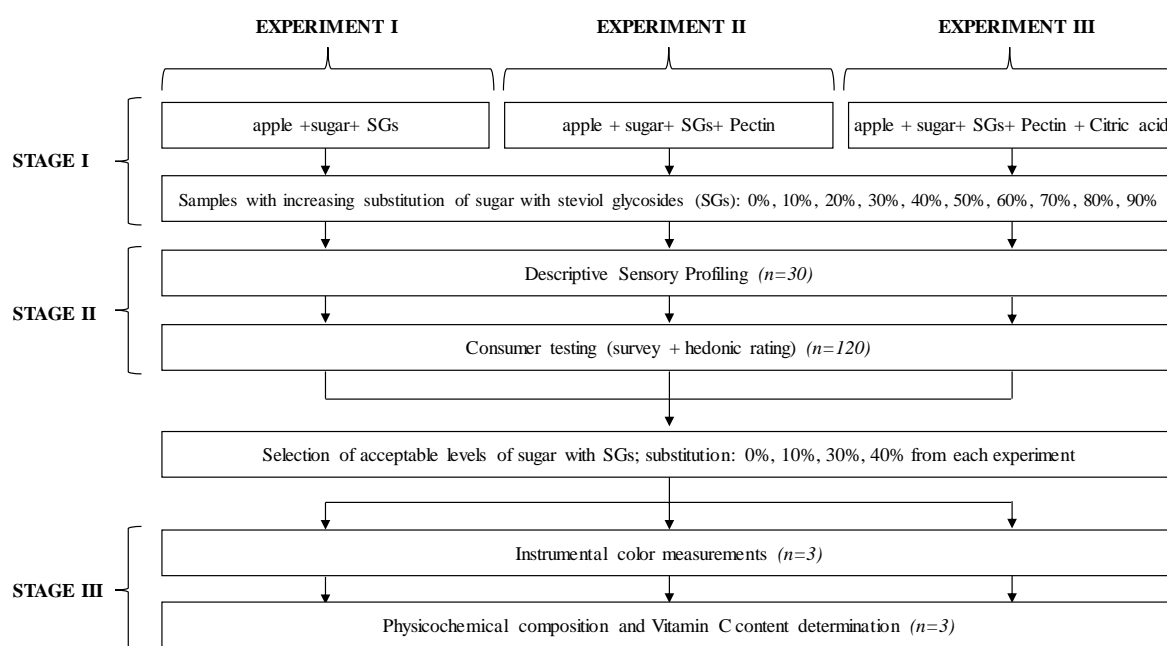 EXPERIMENT I EXPERIMENT II EXPERIMENT III
apple +sugar+ SGs apple + sugar+ SGs+ Pectin apple + sugar+ SGs+ Pectin + Citric acid
STAGE I
Samples with increasing substitution of sugar with steviol glycosides (SGs): 0%, 10%, 20%, 30%, 40%, 50%, 60%, 70%, 80%, 90%
Descriptive Sensory Profiling (n=30)
STAGE II
Consumer testing (survey + hedonic rating) (n=120)
Selection of acceptable levels of sugar with SGs; substitution: 0%, 10%, 30%, 40% from each experiment
Instrumental color measurements (n=3)
STAGE III
Physicochemical composition and Vitamin C content determination (n=3)